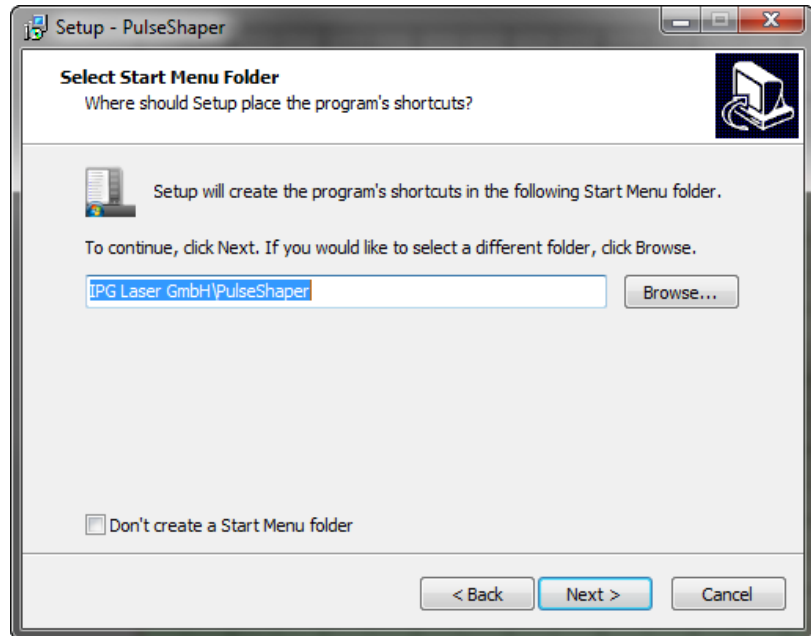 Setup - PulseShaper
Select Start Menu Folder
Where should Setup place the program's shortcuts?
Setup will create the program's shortcuts in the following Start Menu folder.
To continue, click Next. If you would like to select a different folder, click Browse.
IPG Laser GmbH\PulseShaper
Browse...
Don't create a Start Menu folder
< Back
Next >
Cancel